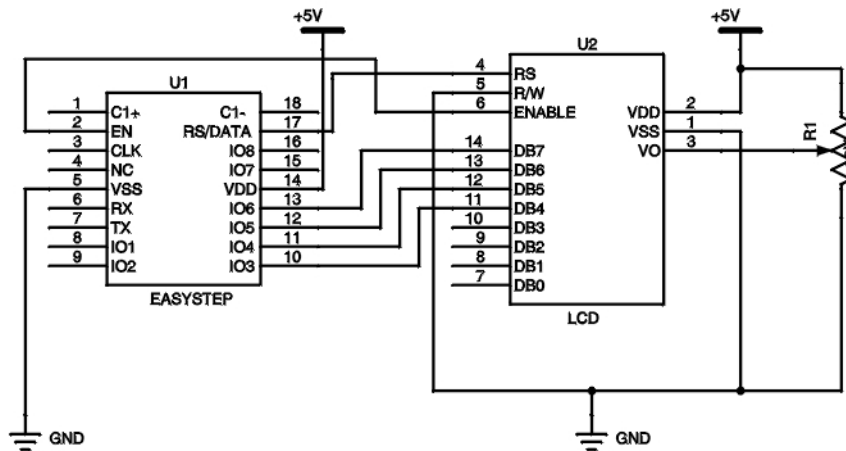 +5V
+5V
U1
1 C1+ C1- 18
2 EN RS/DATA 17
3 CLK IO8 16
4 NC IO7 15
5 VSS VDD 14
6 RX IO6 13
7 TX IO5 12
8 IO1 IO4 11
9 IO2 IO3 10
EASYSTEP
GND
U2
4 RS
5 R/W
6 ENABLE VDD 2
VSS 1
14 DB7 VO 3
13 DB6
12 DB5
11 DB4
10 DB3
9 DB2
8 DB1
7 DB0
LCD
R1
GND